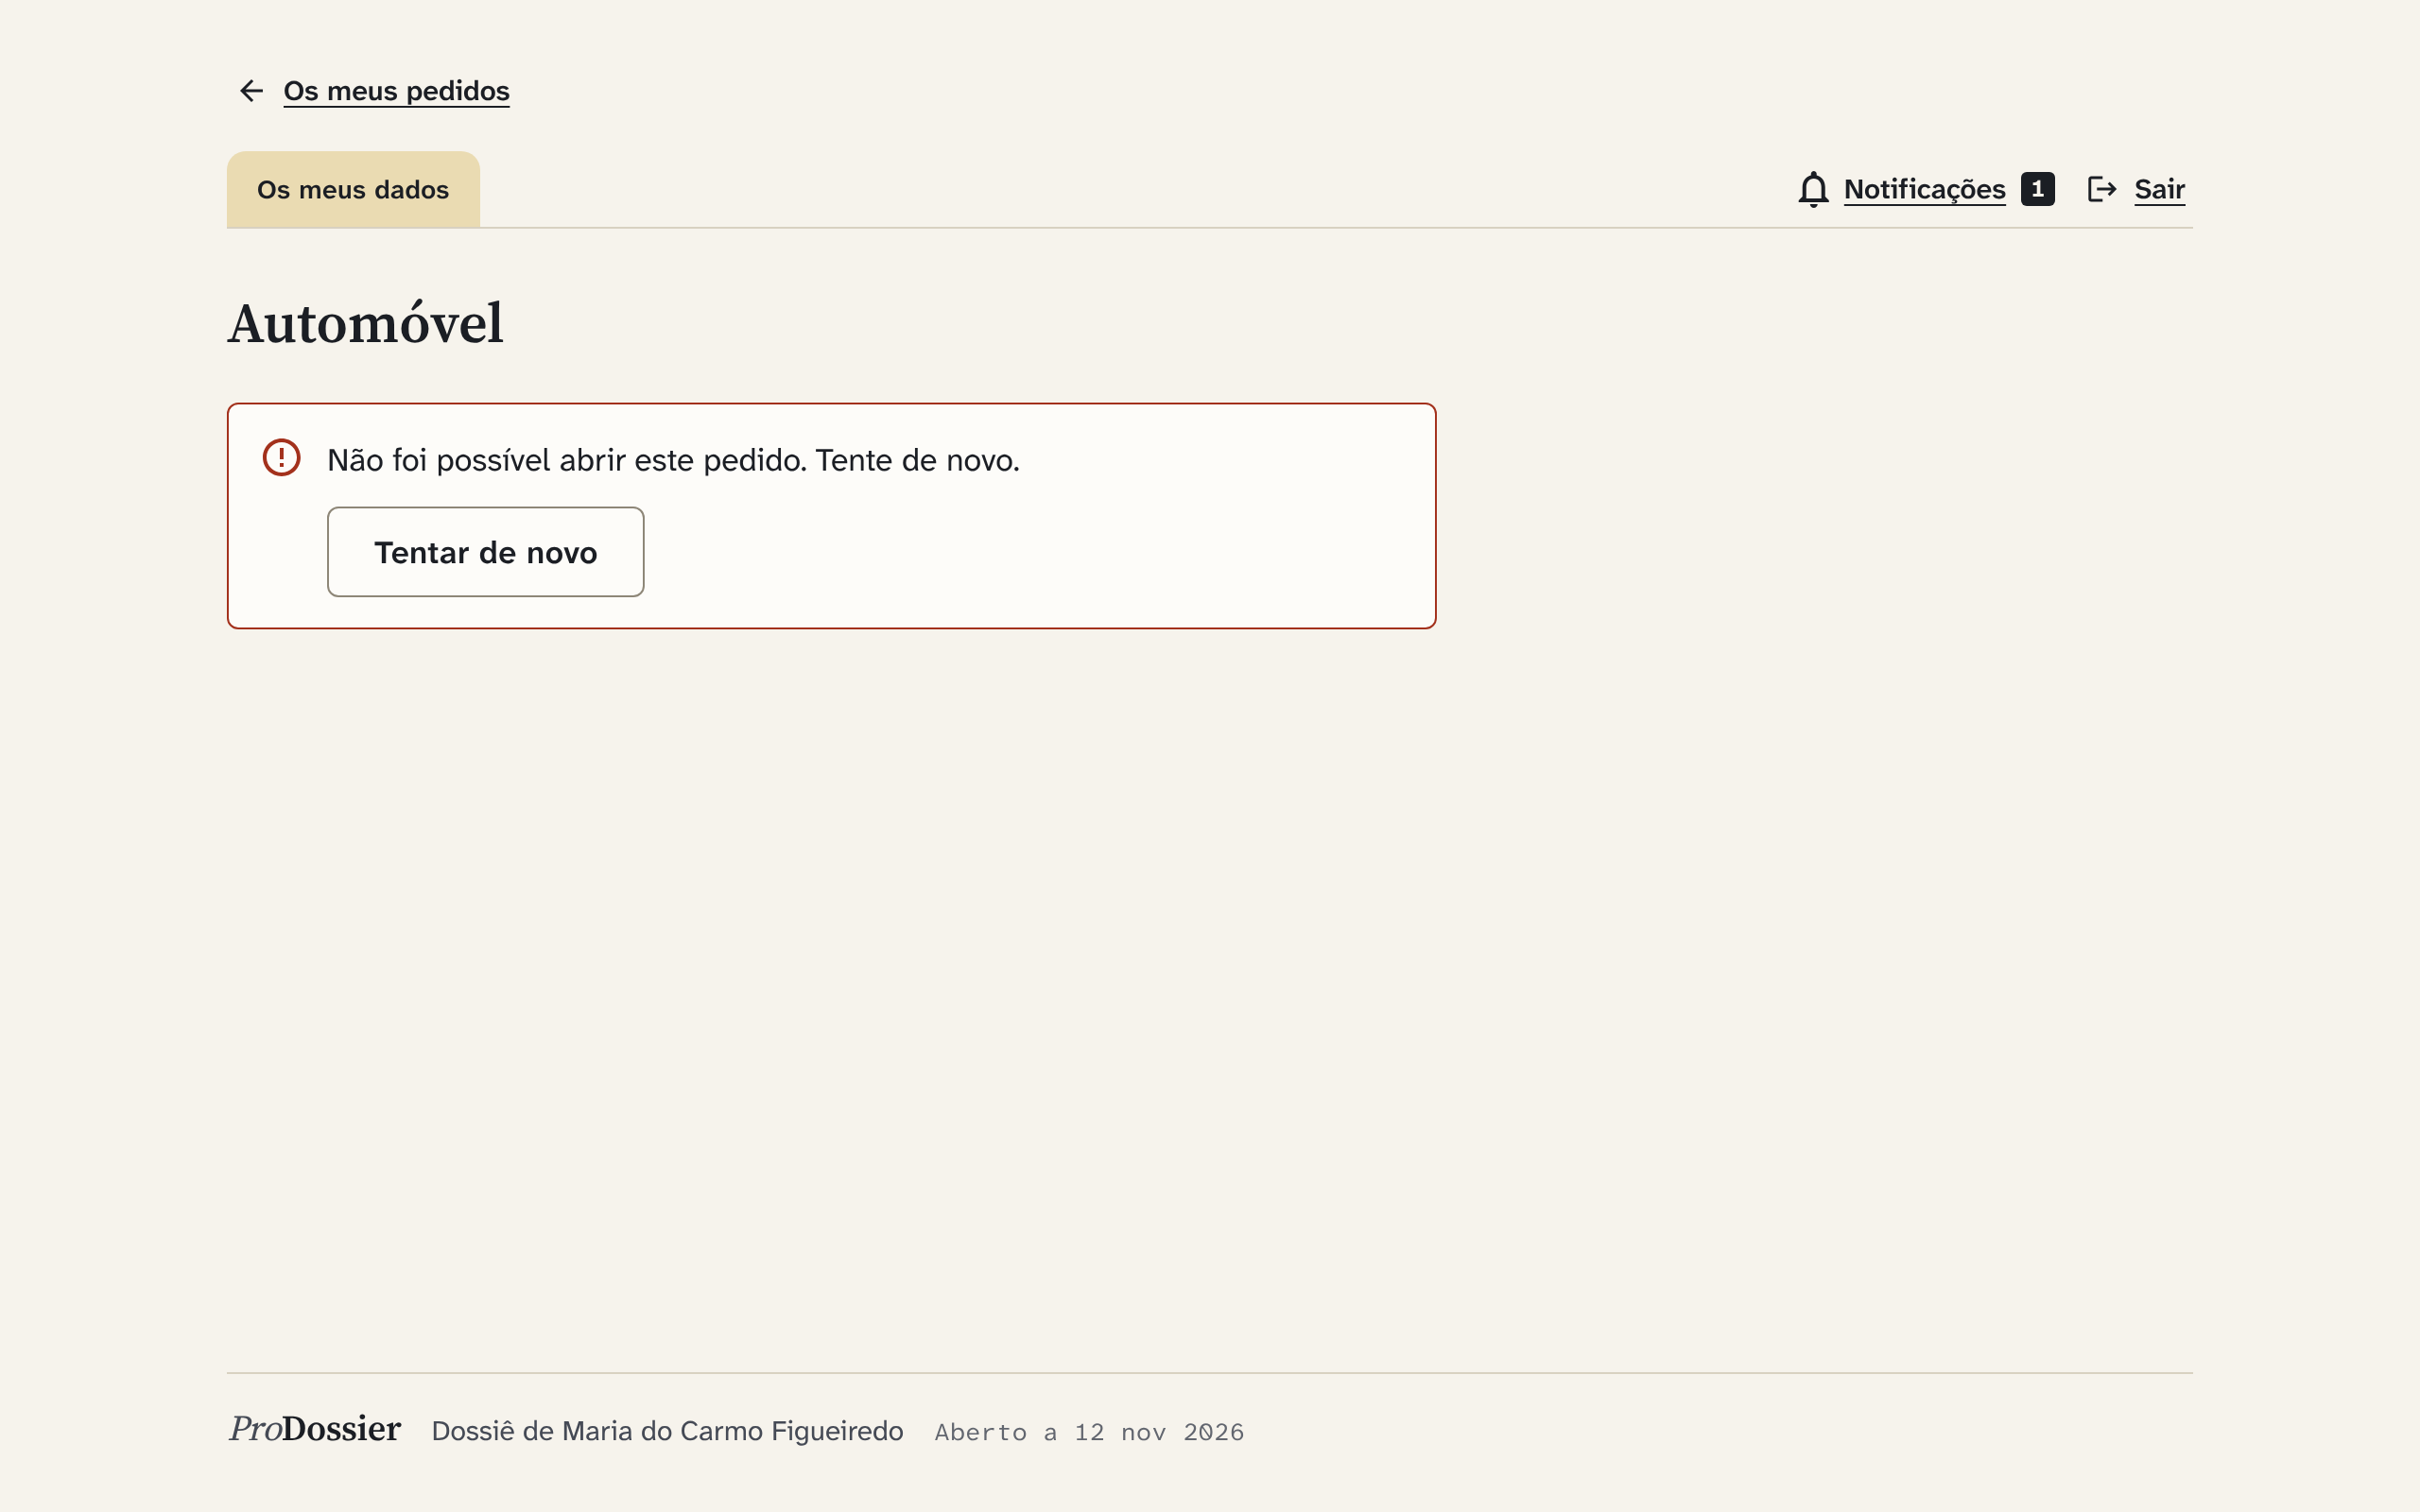 Os meus pedidos
Os meus dados
Notificações 1 Sair
Automóvel
Não foi possível abrir este pedido. Tente de novo.
Tentar de novo
ProDossier Dossiê de Maria do Carmo Figueiredo Aberto a 12 nov 2026